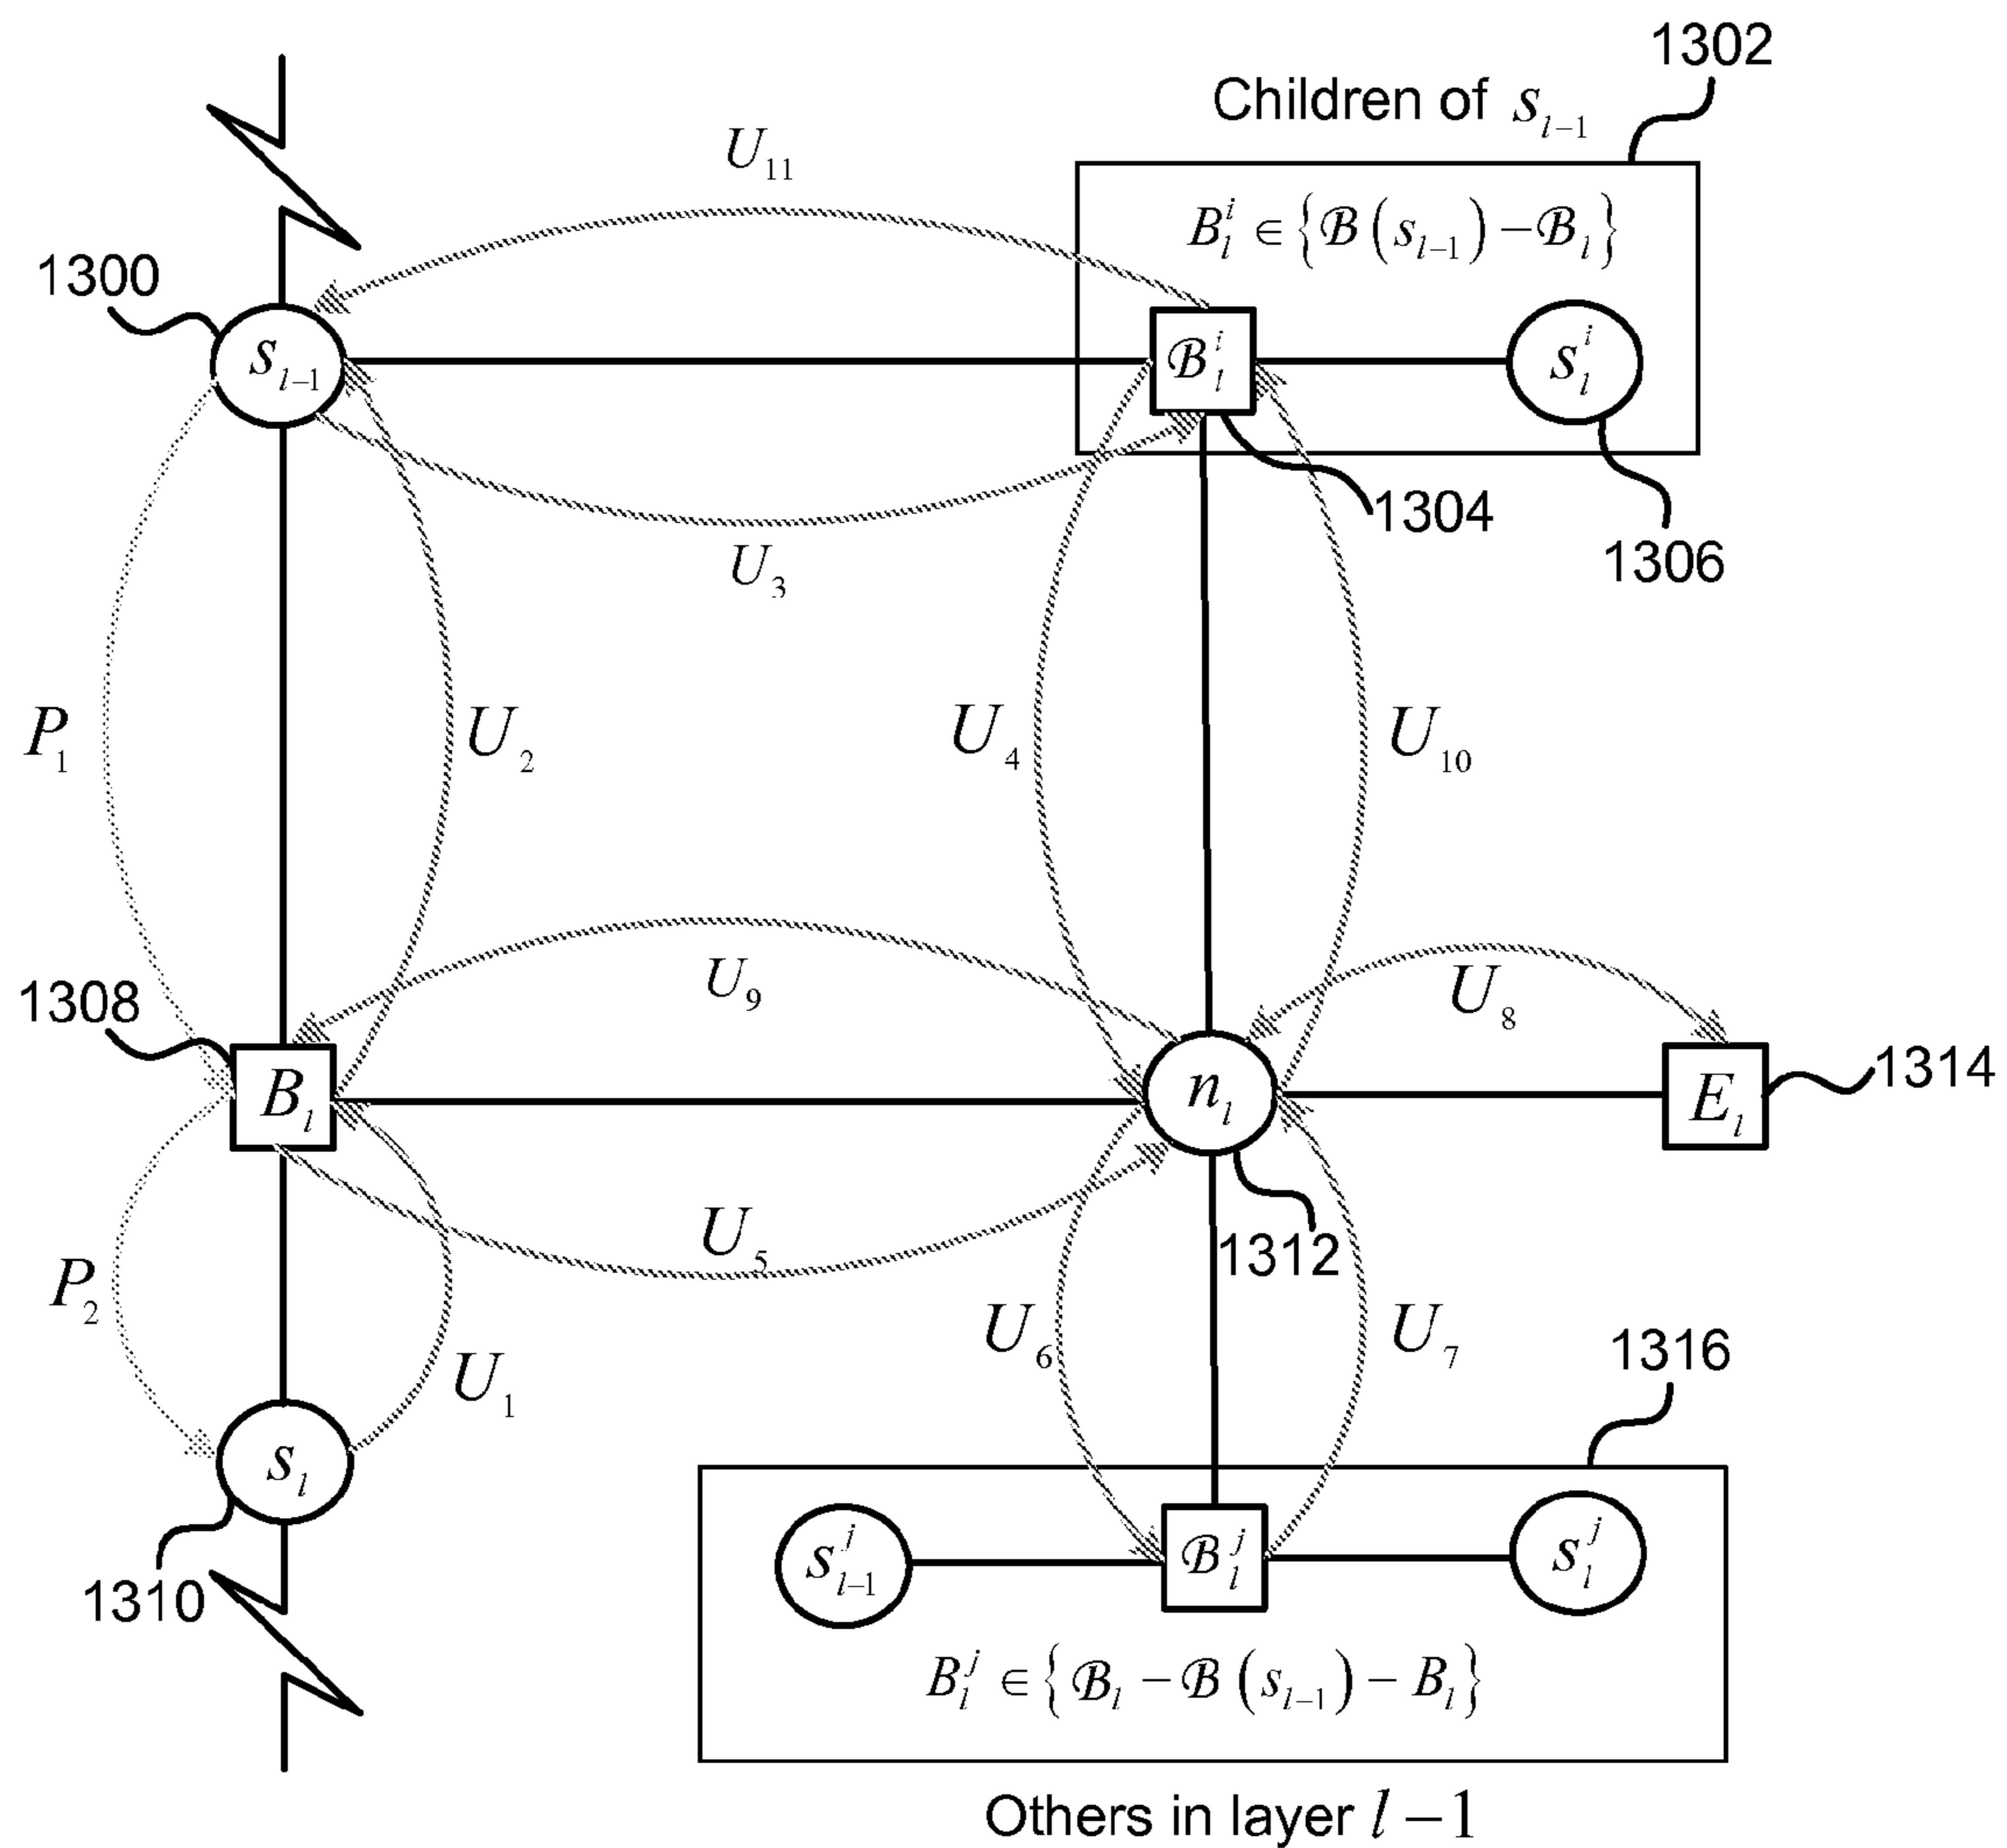 1302
Children of s_{l-1}
U_{11}
B_l^i ∈ {ℬ(s_{l-1}) − ℬ_l}
1300
s_{l-1}
ℬ_l^i
s_l^i
1304
1306
U_3
P_1
U_2
U_4
U_{10}
1308
U_9
U_8
1314
B_l
n_l
E_l
U_5
1312
P_2
U_1
U_6
U_7
1316
s_l
1310
s_{l-1}^j
ℬ_l^j
s_l^j
B_l^j ∈ {ℬ_l − ℬ(s_{l-1}) − B_l}
Others in layer l − 1